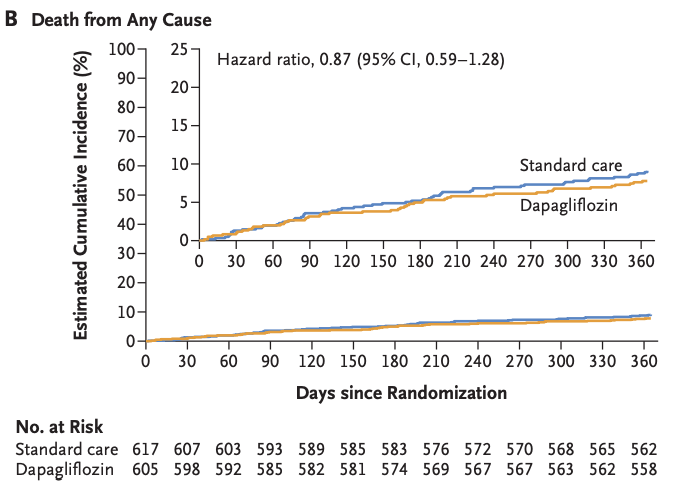 B Death from Any Cause
Estimated Cumulative Incidence (%)
100
90
80
70
60
50
40
30
20
10
0
25
20
15
10
5
0
Hazard ratio, 0.87 (95% CI, 0.59–1.28)
Standard care
Dapagliflozin
0 30 60 90 120 150 180 210 240 270 300 330 360
0 30 60 90 120 150 180 210 240 270 300 330 360
Days since Randomization
No. at Risk
Standard care 617 607 603 593 589 585 583 576 572 570 568 565 562
Dapagliflozin 605 598 592 585 582 581 574 569 567 567 563 562 558